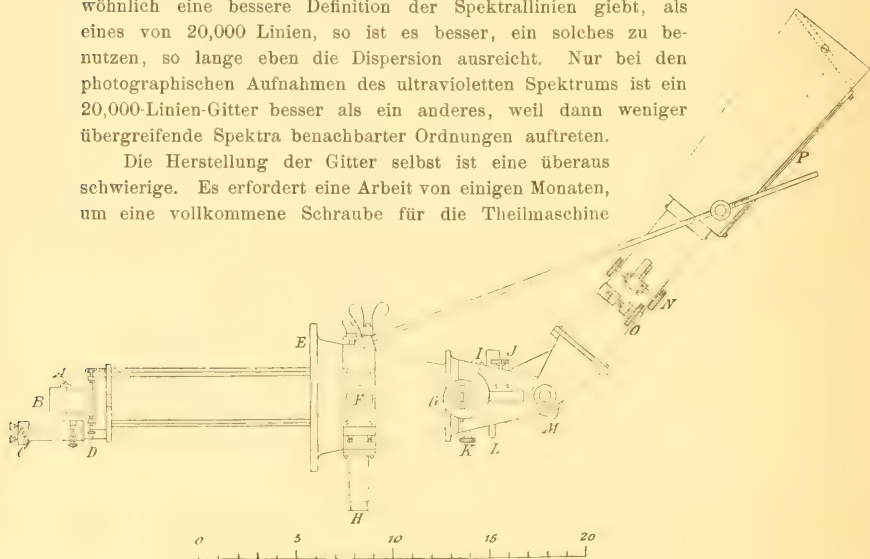 wöhnlich eine bessere Definition der Spektrallinien giebt, als
eines von 20,000 Linien, so ist es besser, ein solches zu be-
nutzen, so lange eben die Dispersion ausreicht. Nur bei den
photographischen Aufnahmen des ultravioletten Spektrums ist ein
20,000-Linien-Gitter besser als ein anderes, weil dann weniger
übergreifende Spektra benachbarter Ordnungen auftreten.
Die Herstellung der Gitter selbst ist eine überaus
schwierige. Es erfordert eine Arbeit von einigen Monaten,
um eine vollkommene Schraube für die Theilmaschine
P
N
O
E
I J
A
B
F
G
M
C
D
K L
H
0 5 10 15 20